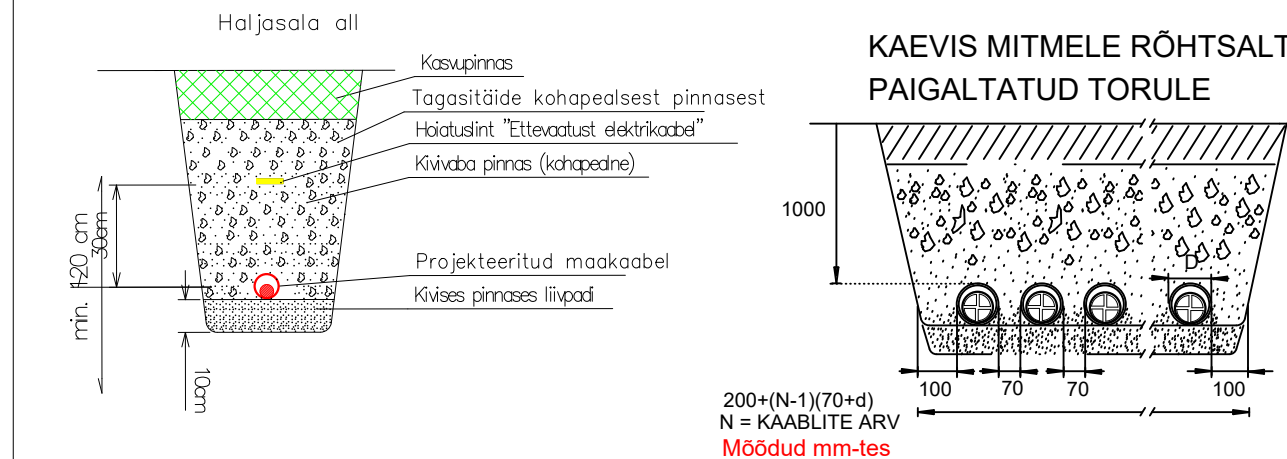 Haljasala all
Kasvupinnas
Tagasitäide kohapealsest pinnasest
Hoiatuslint "Ettevaatust elektrikaabel"
Kivivaba pinnas (kohapealne)
Projekteeritud maakaabel
Kivises pinnases liivpadi
min. 120 cm
30cm
10cm
KAEVIS MITMELE RÕHTSALT
PAIGALTATUD TORULE
1000
D
100
70
70
100
200+(N-1)(70+d)
N = KAABLITE ARV
Mõõdud mm-tes